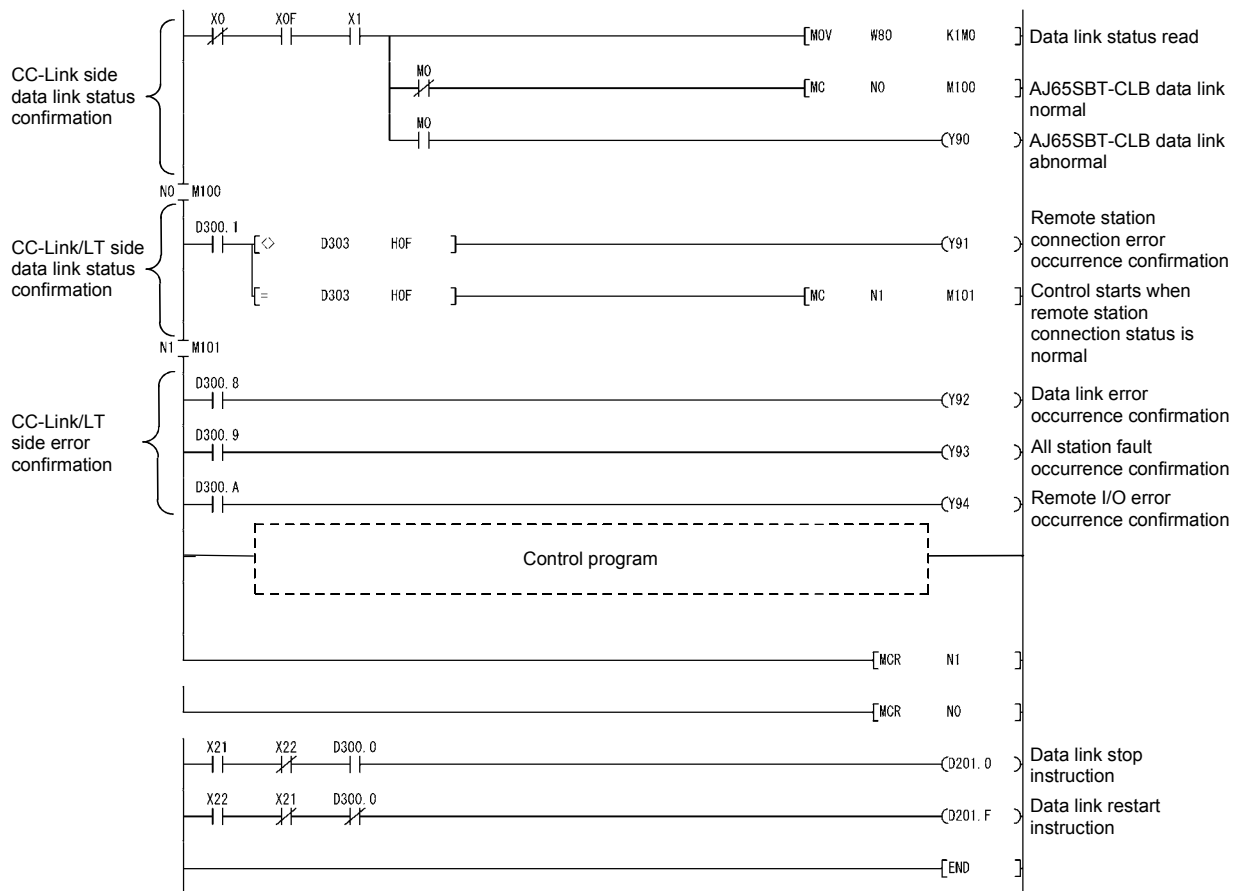 X0 X0F X1
[MOV W80 K1M0 ] Data link status read
CC-Link side
data link status
confirmation
M0
[MC N0 M100 ] AJ65SBT-CLB data link
normal
M0
(Y90 ) AJ65SBT-CLB data link
abnormal
N0 M100
CC-Link/LT side
data link status
confirmation
D300.1
[<> D303 H0F ] (Y91 )
Remote station
connection error
occurrence confirmation
[= D303 H0F ] [MC N1 M101 ]
Control starts when
remote station
connection status is
normal
N1 M101
CC-Link/LT
side error
confirmation
D300.8
(Y92 ) Data link error
occurrence confirmation
D300.9
(Y93 ) All station fault
occurrence confirmation
D300.A
(Y94 ) Remote I/O error
occurrence confirmation
Control program
[MCR N1 ]
[MCR N0 ]
X21 X22 D300.0
(D201.0 ) Data link stop
instruction
X22 X21 D300.0
(D201.F ) Data link restart
instruction
[END ]